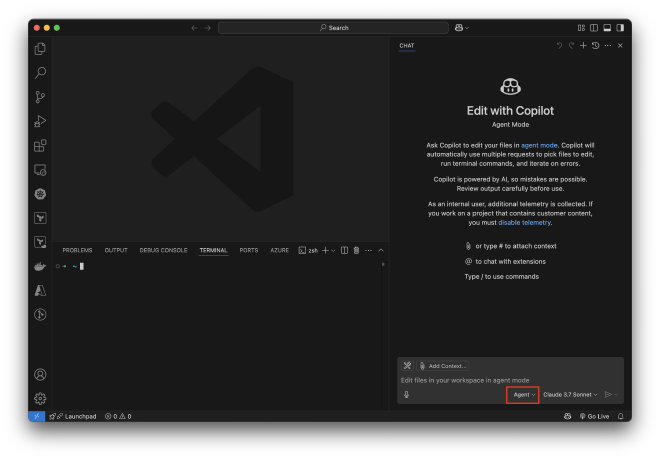 Search
CHAT
Edit with Copilot
Agent Mode
Ask Copilot to edit your files in agent mode. Copilot will
automatically use multiple requests to pick files to edit,
run terminal commands, and iterate on errors.
Copilot is powered by AI, so mistakes are possible.
Review output carefully before use.
As an internal user, additional telemetry is collected. If
you work on a project that contains customer content,
you must disable telemetry.
or type # to attach context
@ to chat with extensions
Type / to use commands
PROBLEMS OUTPUT DEBUG CONSOLE TERMINAL PORTS AZURE zsh
~
Add Context...
Edit files in your workspace in agent mode
Agent Claude 3.7 Sonnet
Launchpad 0 0 Go Live